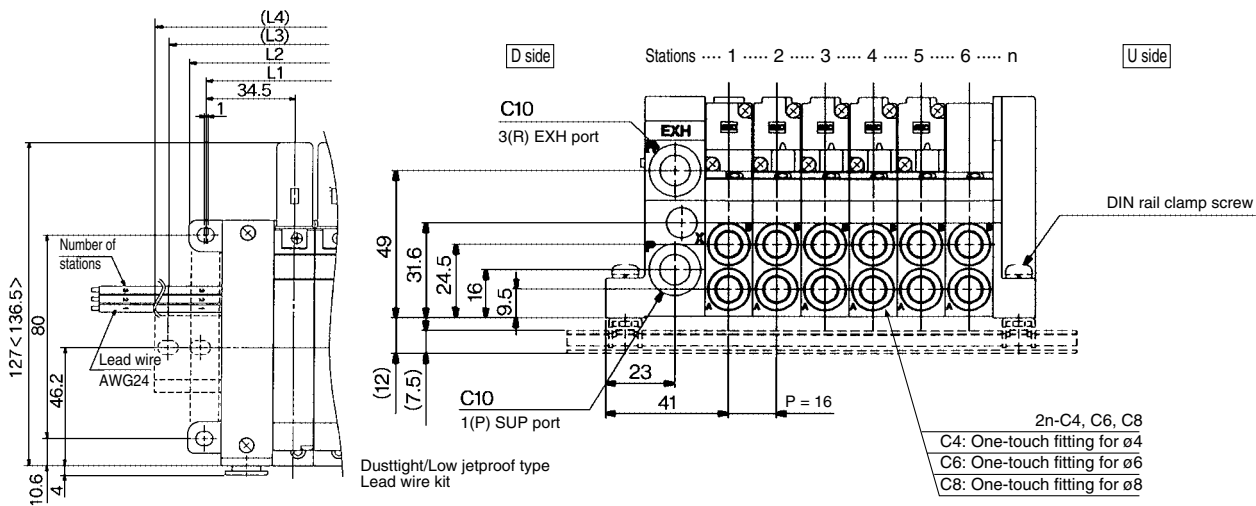 (L4)
(L3)
L2
L1
34.5
1
Number of
stations
Lead wire
AWG24
127<136.5>
80
46.2
10.6
4
Dusttight/Low jetproof type
Lead wire kit
D side
Stations ···· 1 ····· 2 ····· 3 ····· 4 ····· 5 ····· 6 ····· n
U side
C10
3(R) EXH port
EXH
X
DIN rail clamp screw
49
31.6
24.5
16
9.5
A A A A A A
(12)
(7.5)
23
41
P = 16
C10
1(P) SUP port
2n-C4, C6, C8
C4: One-touch fitting for ø4
C6: One-touch fitting for ø6
C8: One-touch fitting for ø8